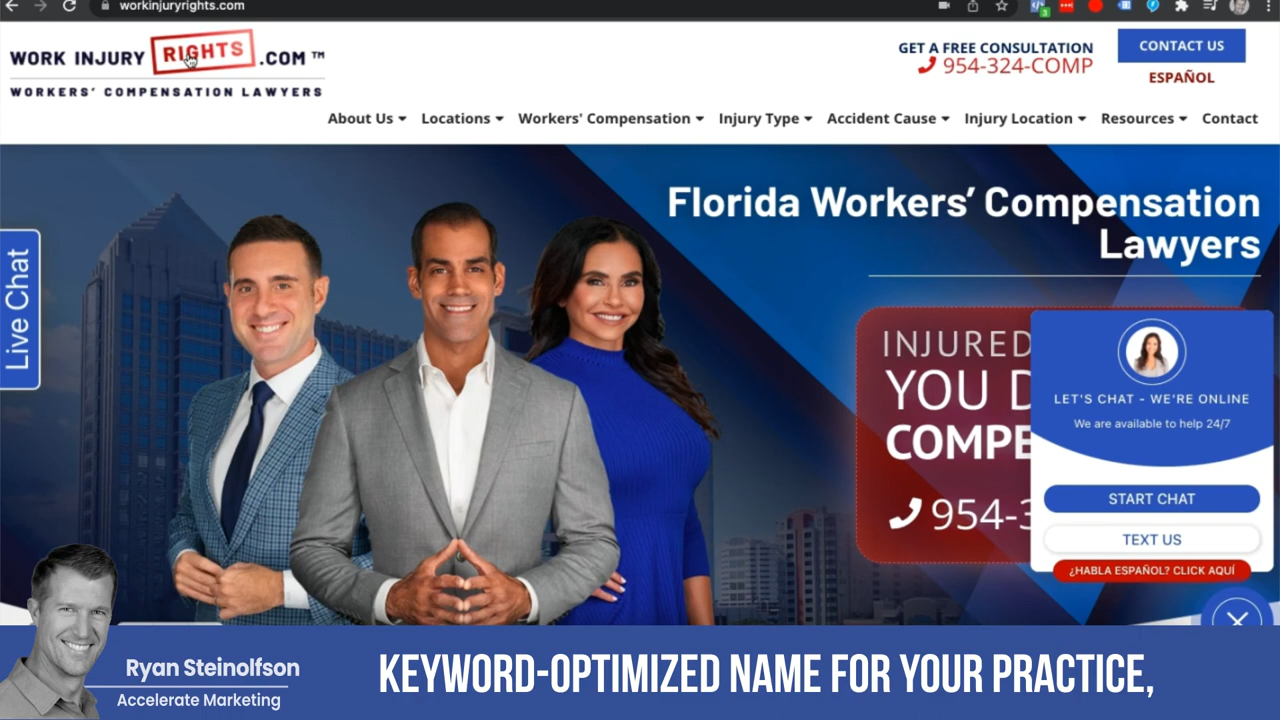 workinjuryrights.com
3
WORK INJURY RIGHTS .COM ™
WORKERS' COMPENSATION LAWYERS
GET A FREE CONSULTATION
954-324-COMP
CONTACT US
ESPAÑOL
About Us
Locations
Workers' Compensation
Injury Type
Accident Cause
Injury Location
Resources
Contact
Live Chat
Florida Workers’ Compensation
Lawyers
INJURED
YOU D
COMPE
954-3
LET'S CHAT - WE'RE ONLINE
We are available to help 24/7
START CHAT
TEXT US
¿HABLA ESPAÑOL? CLICK AQUÍ
Ryan Steinolfson
Accelerate Marketing
KEYWORD-OPTIMIZED NAME FOR YOUR PRACTICE,